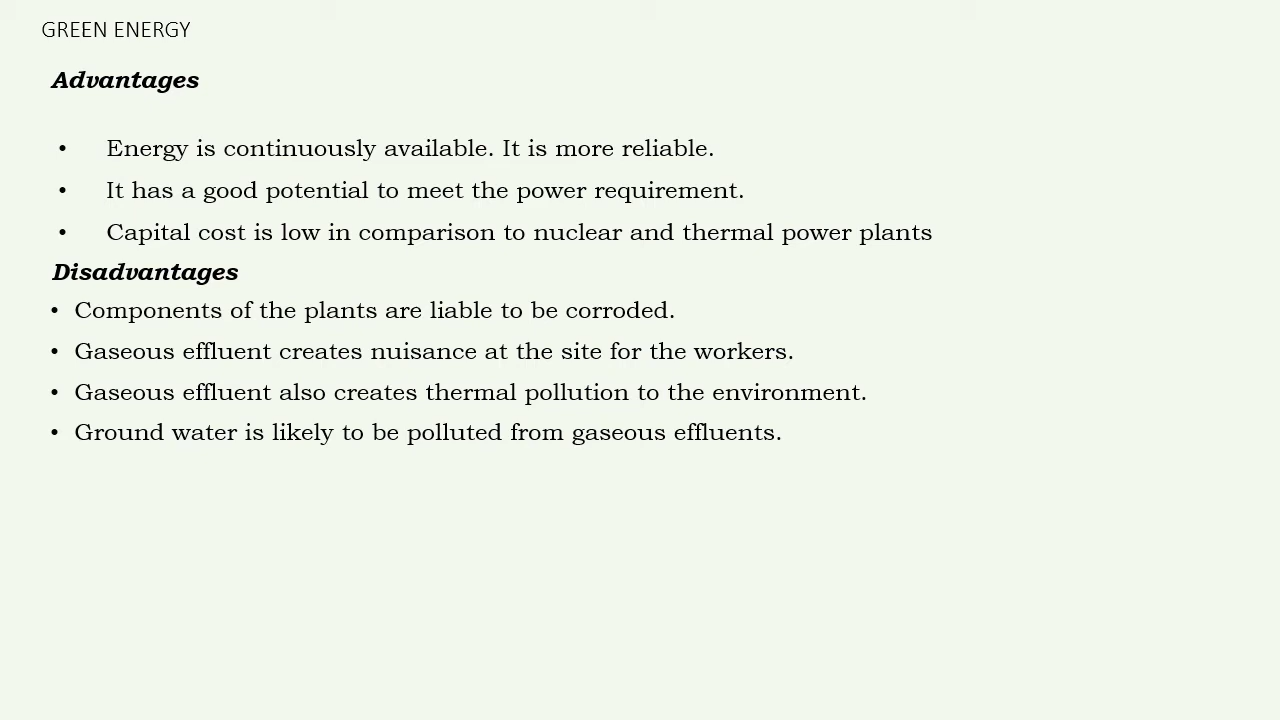 GREEN ENERGY
Advantages
• Energy is continuously available. It is more reliable.
• It has a good potential to meet the power requirement.
• Capital cost is low in comparison to nuclear and thermal power plants
Disadvantages
• Components of the plants are liable to be corroded.
• Gaseous effluent creates nuisance at the site for the workers.
• Gaseous effluent also creates thermal pollution to the environment.
• Ground water is likely to be polluted from gaseous effluents.